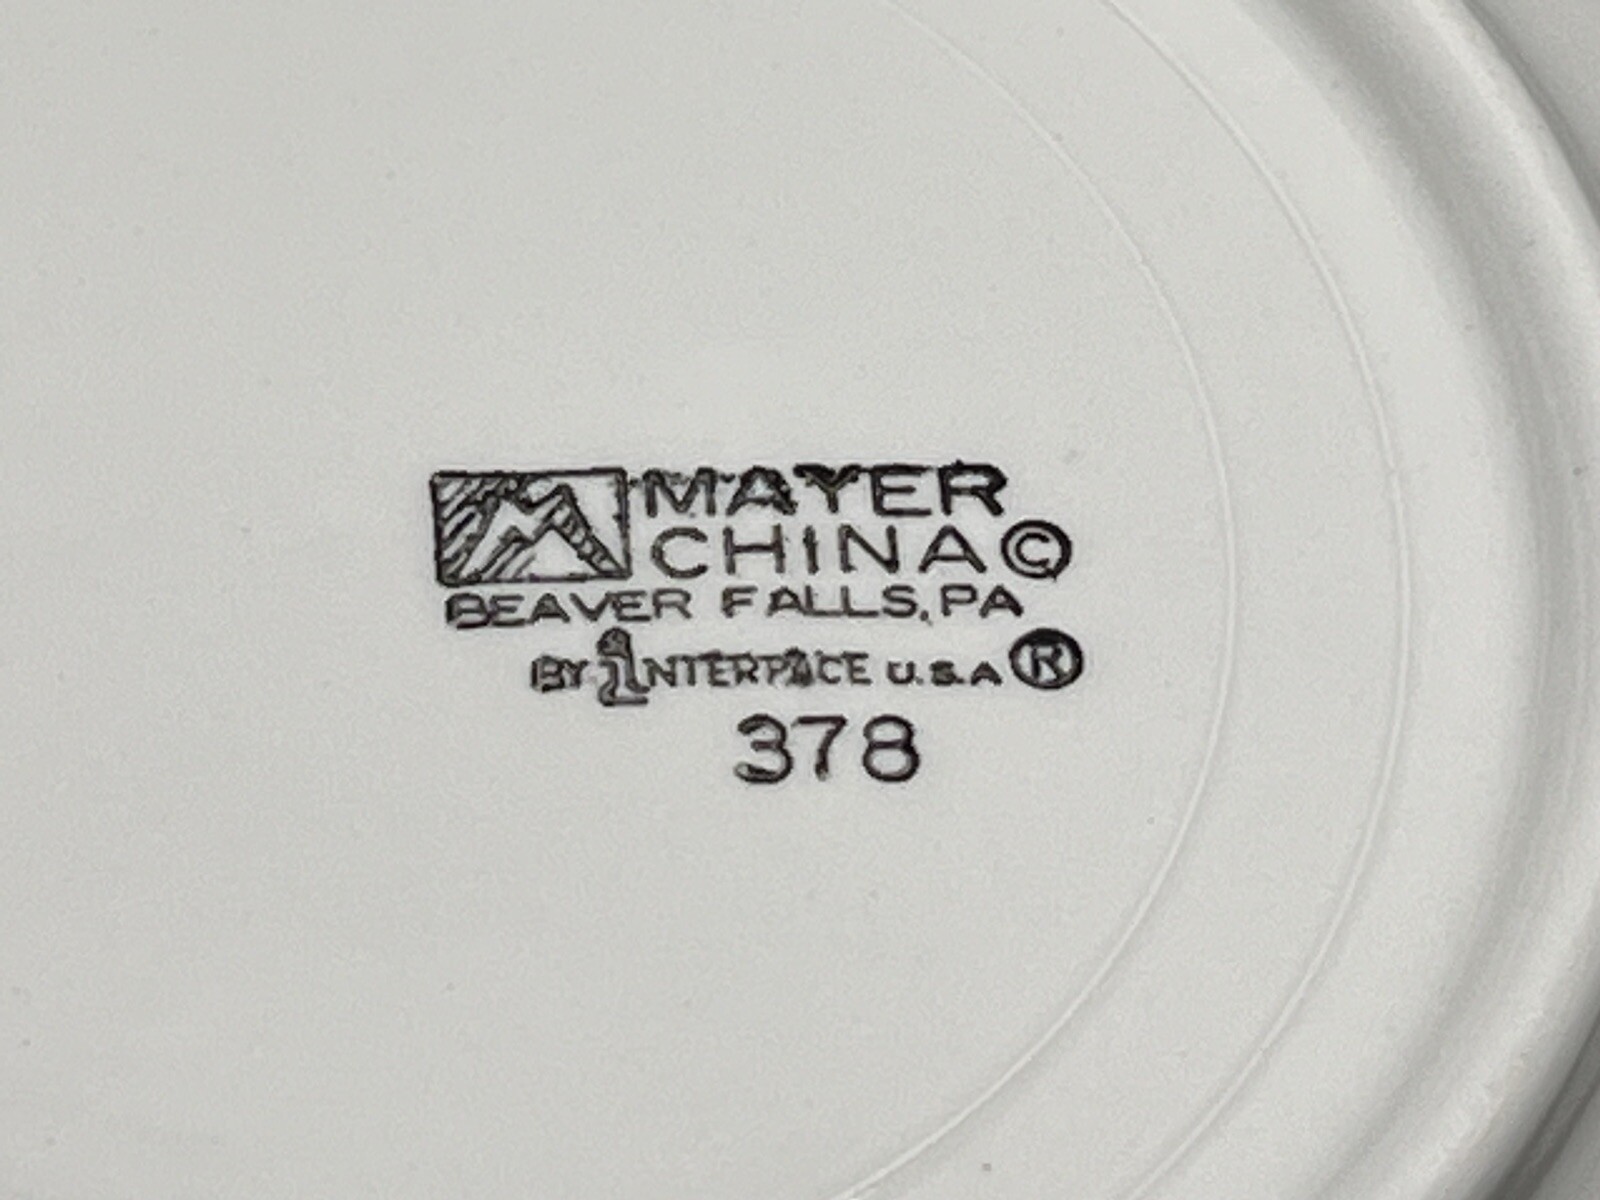 MAYER
CHINA ©
BEAVER FALLS, PA
BY INTERPACE U.S.A ®
378